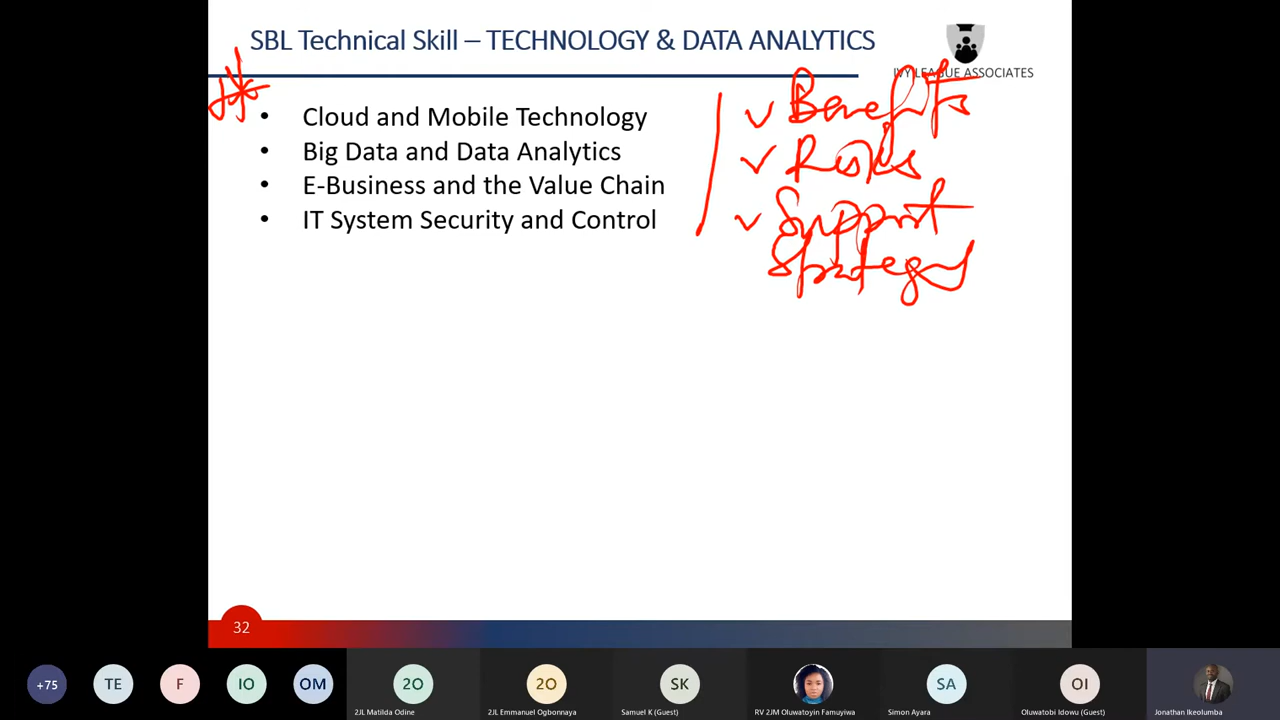 SBL Technical Skill – TECHNOLOGY & DATA ANALYTICS
IVY LEAGUE ASSOCIATES
• Cloud and Mobile Technology
• Big Data and Data Analytics
• E-Business and the Value Chain
• IT System Security and Control
✓ Benefits
✓ Risks
✓ Support
Strategy
32
+75
TE
F
IO
OM
2O
2JL Matilda Odine
2O
2JL Emmanuel Ogbonnaya
SK
Samuel K (Guest)
RV 2JM Oluwatoyin Famuyiwa
SA
Simon Ayara
OI
Oluwatobi Idowu (Guest)
Jonathan Ikeolumba